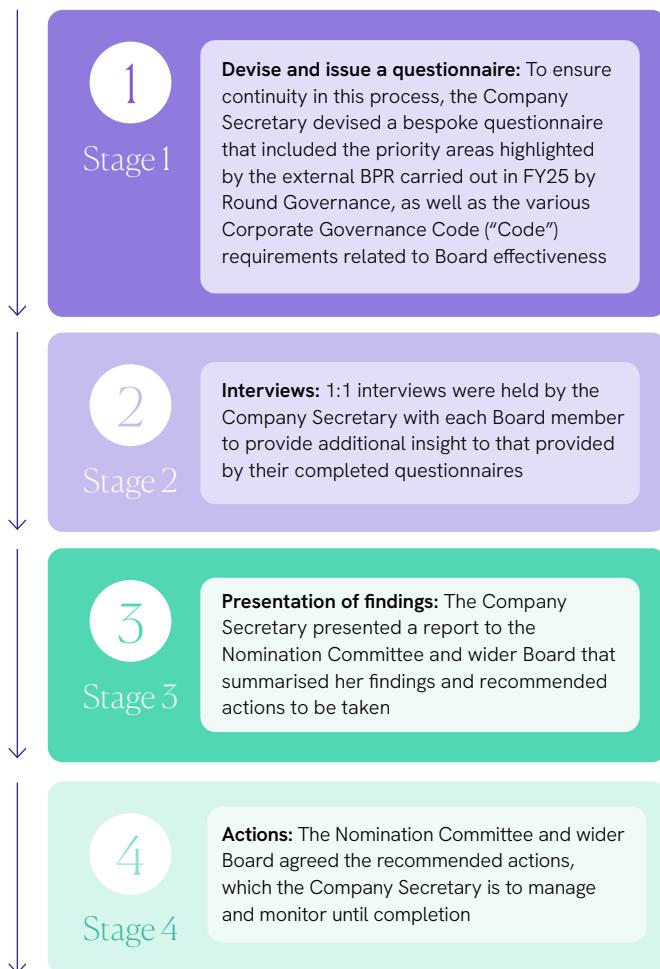 1
Stage 1
Devise and issue a questionnaire: To ensure
continuity in this process, the Company
Secretary devised a bespoke questionnaire
that included the priority areas highlighted
by the external BPR carried out in FY25 by
Round Governance, as well as the various
Corporate Governance Code (“Code”)
requirements related to Board effectiveness
2
Stage 2
Interviews: 1:1 interviews were held by the
Company Secretary with each Board member
to provide additional insight to that provided
by their completed questionnaires
3
Stage 3
Presentation of findings: The Company
Secretary presented a report to the
Nomination Committee and wider Board that
summarised her findings and recommended
actions to be taken
4
Stage 4
Actions: The Nomination Committee and wider
Board agreed the recommended actions,
which the Company Secretary is to manage
and monitor until completion